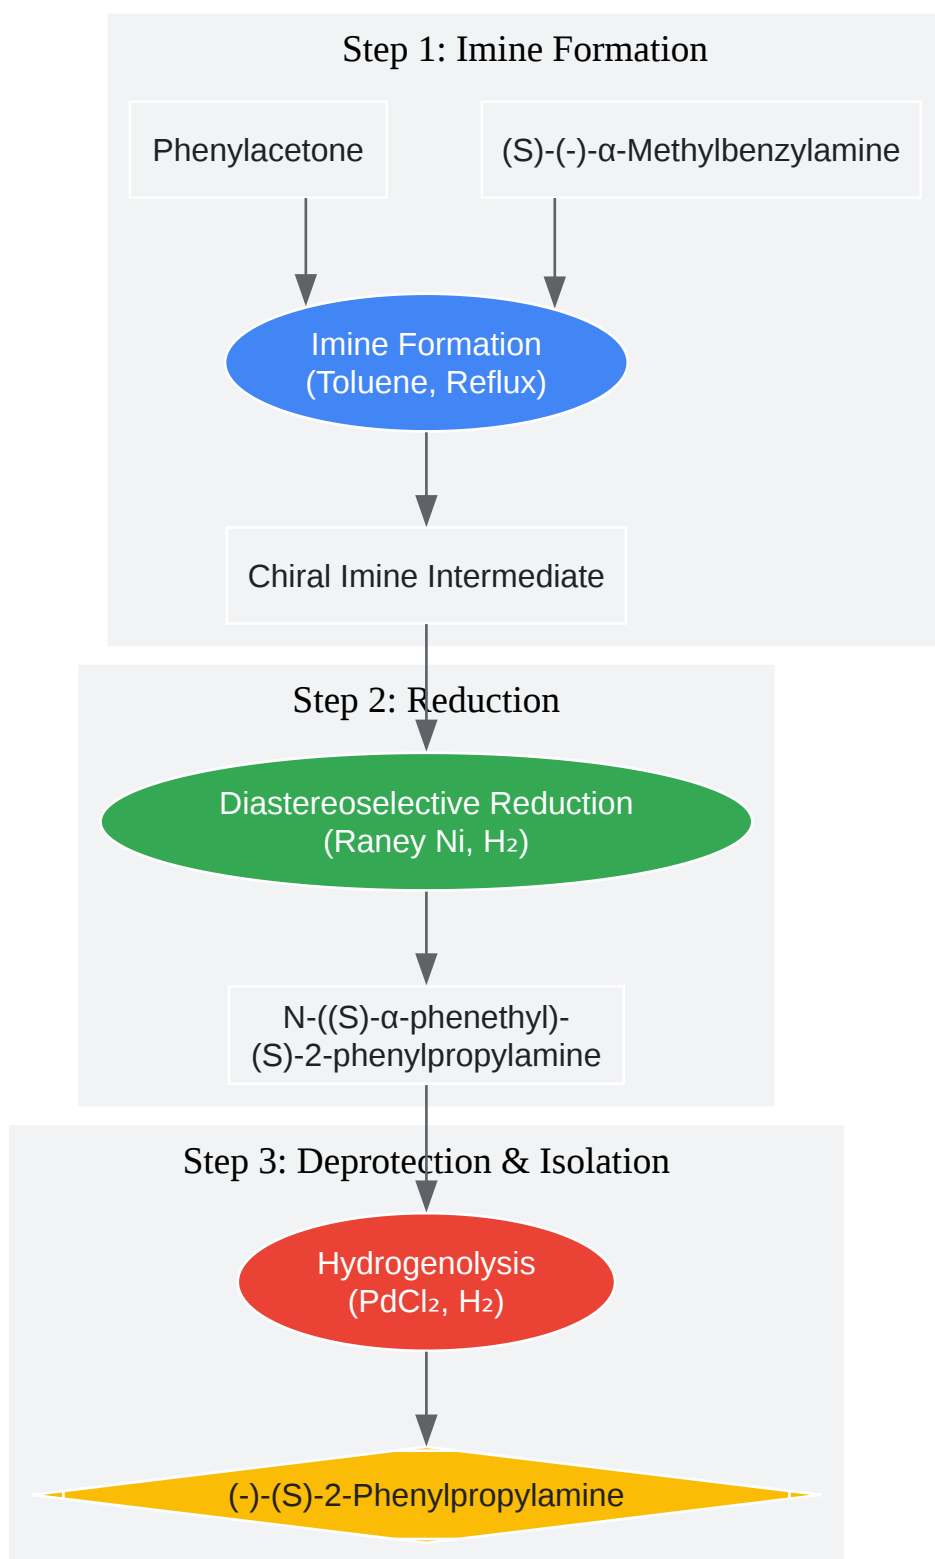 Step 1: Imine Formation
Phenylacetone
(S)-(-)-α-Methylbenzylamine
Imine Formation
(Toluene, Reflux)
Chiral Imine Intermediate
Step 2: Reduction
Diastereoselective Reduction
(Raney Ni, H₂)
N-((S)-α-phenethyl)-
(S)-2-phenylpropylamine
Step 3: Deprotection & Isolation
Hydrogenolysis
(PdCl₂, H₂)
(-)-(S)-2-Phenylpropylamine